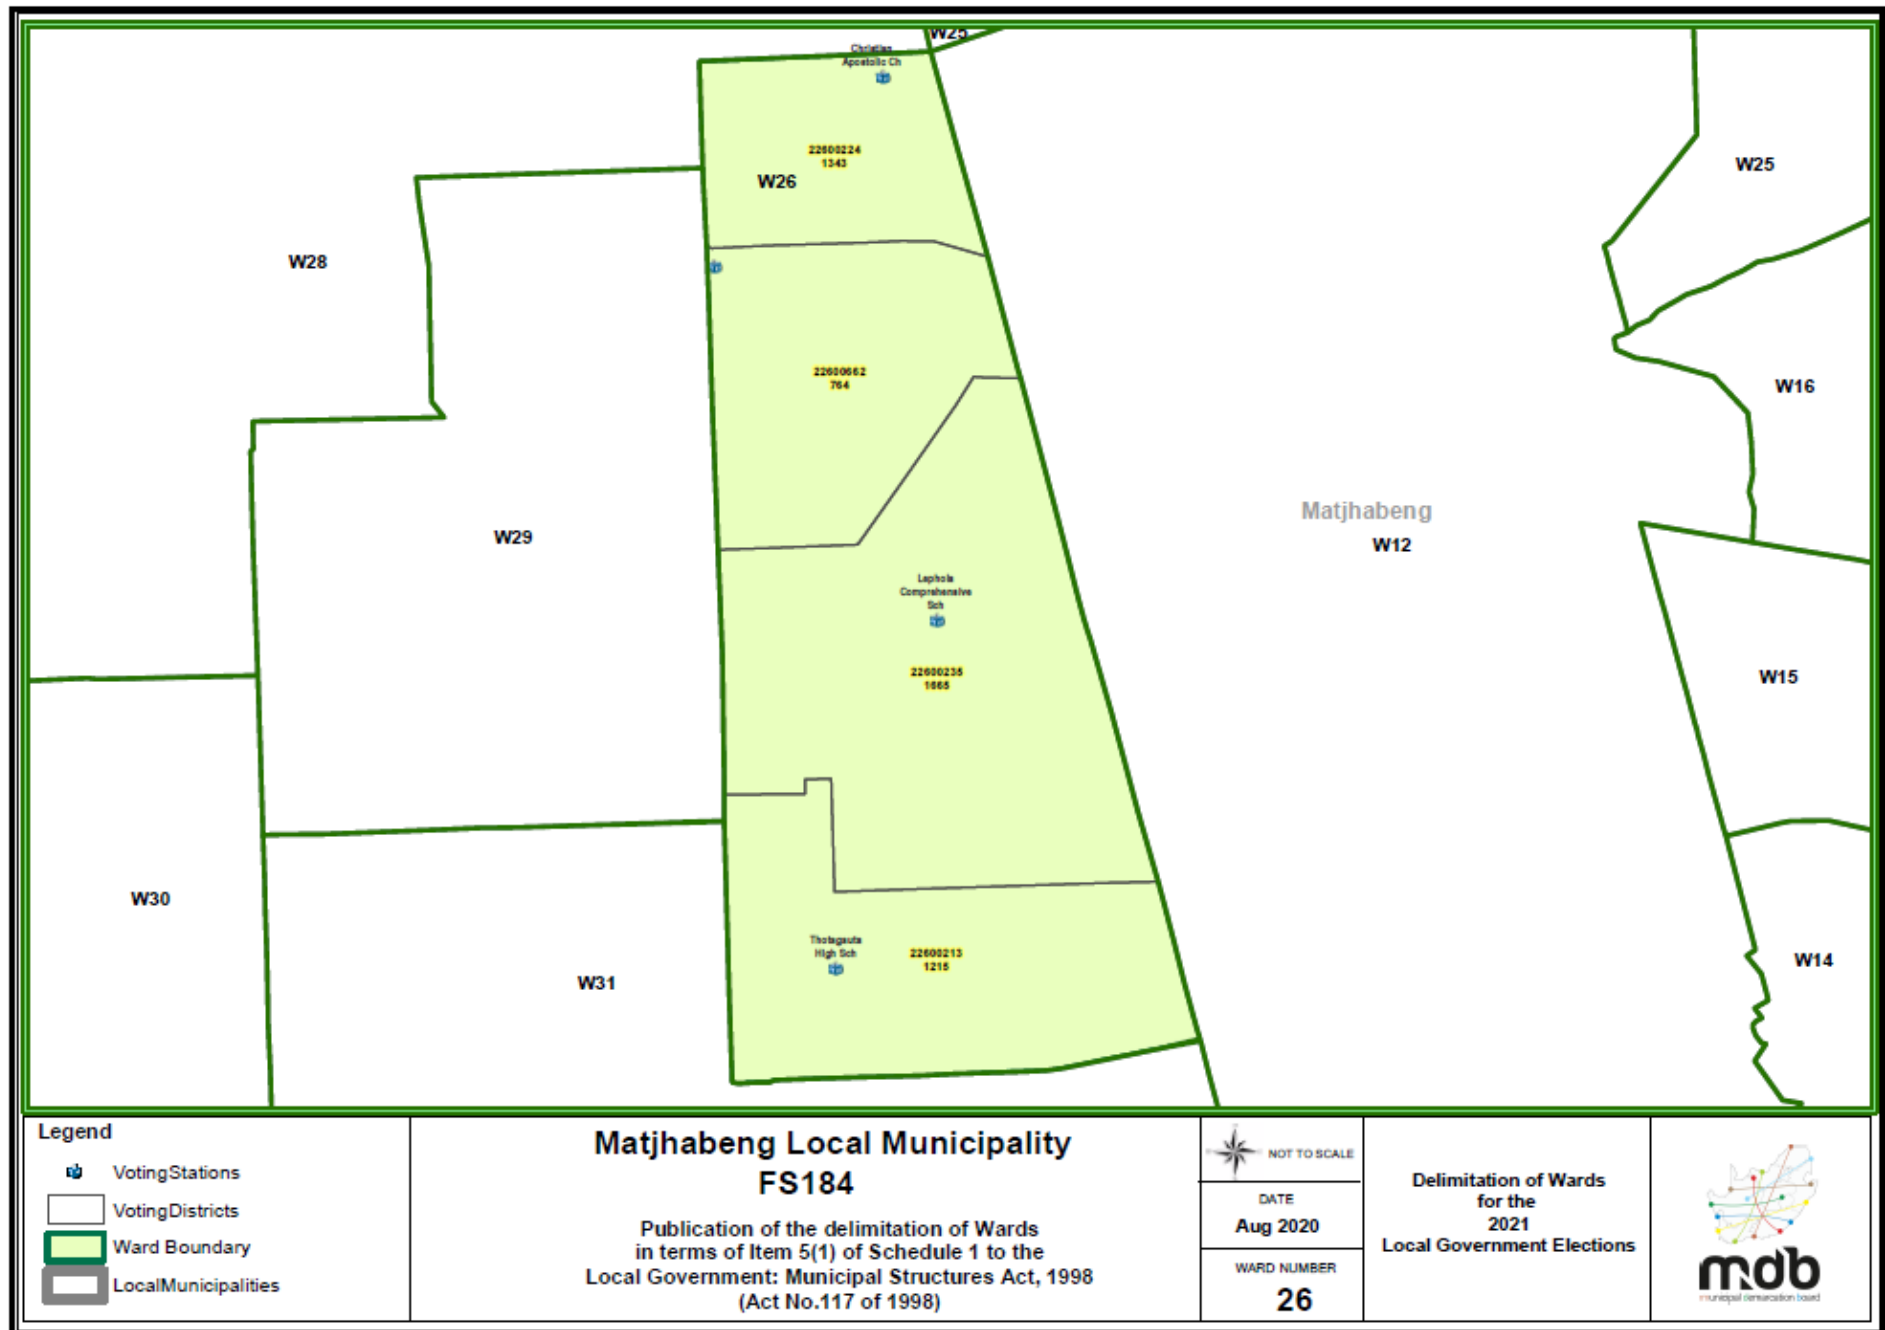 W25
Christian
Apostolic Ch
22600224
1343
W26
W25
W28
22600662
764
W16
Matjhabeng
W12
W29
Lephola
Comprehensive
Sch
22600235
1665
W15
W30
Thotagauta
High Sch
22600213
1215
W14
W31
Legend
VotingStations
VotingDistricts
Ward Boundary
LocalMunicipalities
Matjhabeng Local Municipality
FS184
Publication of the delimitation of Wards
in terms of Item 5(1) of Schedule 1 to the
Local Government: Municipal Structures Act, 1998
(Act No.117 of 1998)
NOT TO SCALE
DATE
Aug 2020
WARD NUMBER
26
Delimitation of Wards
for the
2021
Local Government Elections
mdb
municipal demarcation board